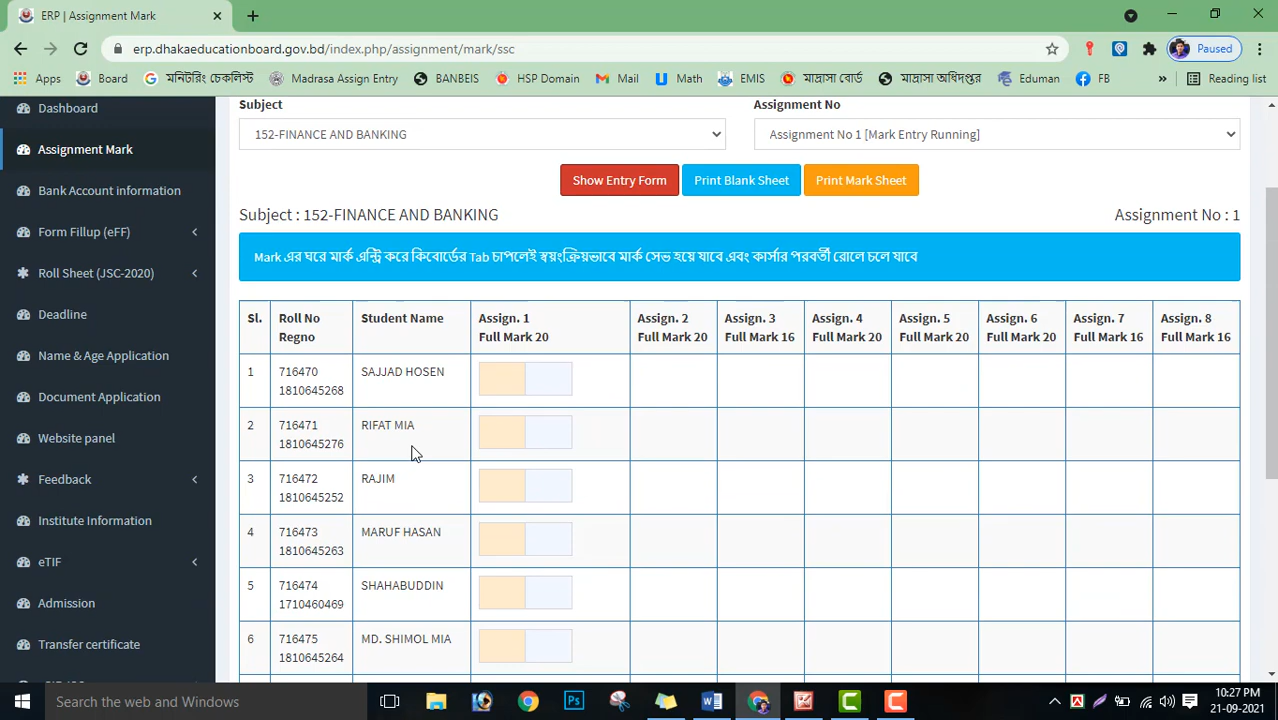 ERP | Assignment Mark
erp.dhakaeducationboard.gov.bd/index.php/assignment/mark/ssc
Paused
Apps Board মনিটরিং চেকলিস্ট Madrasa Assign Entry BANBEIS HSP Domain Mail Math EMIS মাদ্রাসা বোর্ড মাদ্রাসা অধিদপ্তর Eduman FB » Reading list
Dashboard
Assignment Mark
Bank Account information
Form Fillup (eFF)
Roll Sheet (JSC-2020)
Deadline
Name & Age Application
Document Application
Website panel
Feedback
Institute Information
eTIF
Admission
Transfer certificate
Subject Assignment No
152-FINANCE AND BANKING Assignment No 1 [Mark Entry Running]
Show Entry Form Print Blank Sheet Print Mark Sheet
Subject : 152-FINANCE AND BANKING Assignment No : 1
Mark এর ঘরে মার্ক এন্ট্রি করে কিবোর্ডের Tab চাপলেই স্বয়ংক্রিয়ভাবে মার্ক সেভ হয়ে যাবে এবং কার্সার পরবর্তী রোলে চলে যাবে
Sl. Roll No Student Name Assign. 1 Assign. 2 Assign. 3 Assign. 4 Assign. 5 Assign. 6 Assign. 7 Assign. 8
Regno Full Mark 20 Full Mark 20 Full Mark 16 Full Mark 20 Full Mark 20 Full Mark 20 Full Mark 16 Full Mark 16
1 716470 SAJJAD HOSEN
1810645268
2 716471 RIFAT MIA
1810645276
3 716472 RAJIM
1810645252
4 716473 MARUF HASAN
1810645263
5 716474 SHAHABUDDIN
1710460469
6 716475 MD. SHIMOL MIA
1810645264
Search the web and Windows
10:27 PM
21-09-2021